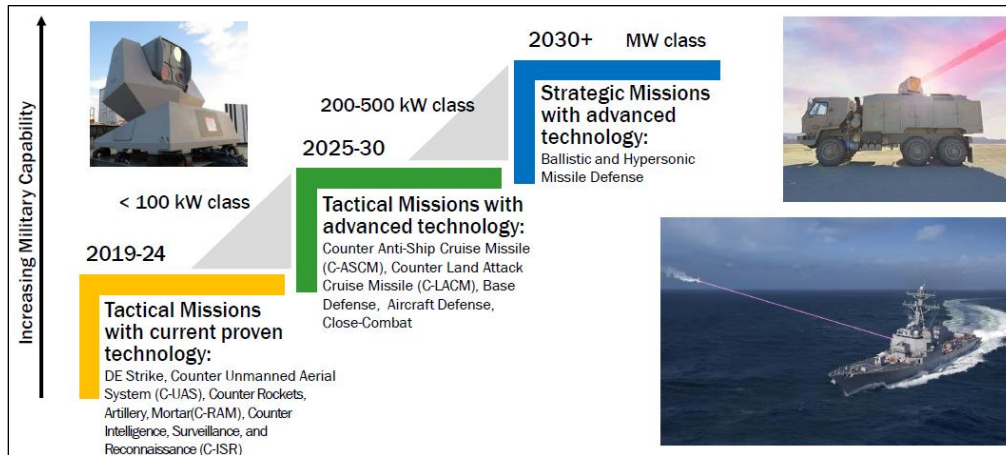 Increasing Military Capability
2030+ MW class
Strategic Missions
with advanced
technology:
Ballistic and Hypersonic
Missile Defense
200-500 kW class
2025-30
Tactical Missions with
advanced technology:
Counter Anti-Ship Cruise Missile
(C-ASCM), Counter Land Attack
Cruise Missile (C-LACM), Base
Defense, Aircraft Defense,
Close-Combat
< 100 kW class
2019-24
Tactical Missions
with current proven
technology:
DE Strike, Counter Unmanned Aerial
System (C-UAS), Counter Rockets,
Artillery, Mortar(C-RAM), Counter
Intelligence, Surveillance, and
Reconnaissance (C-ISR)